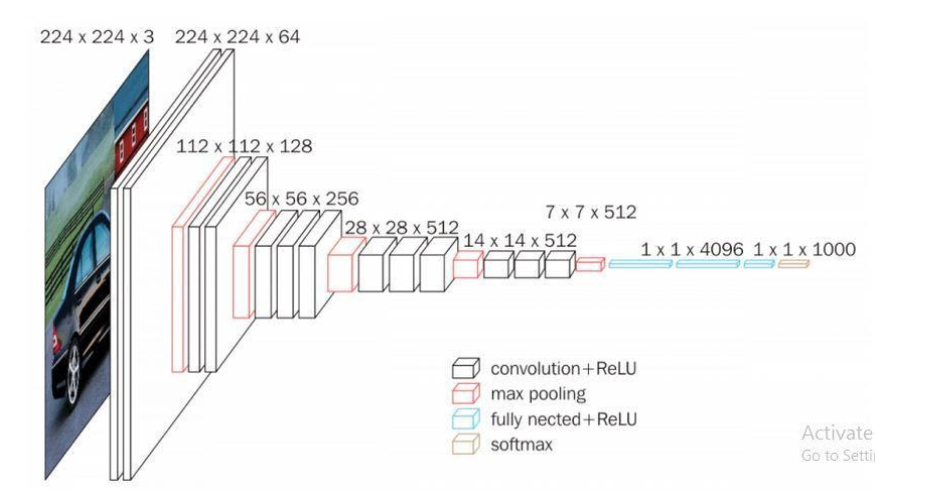 224 x 224 x 3
224 x 224 x 64
112 x 112 x 128
56 x 56 x 256
28 x 28 x 512
14 x 14 x 512
7 x 7 x 512
1 x 1 x 4096
1 x 1 x 1000
convolution+ReLU
max pooling
fully nected+ReLU
softmax
Activate
Go to Setti